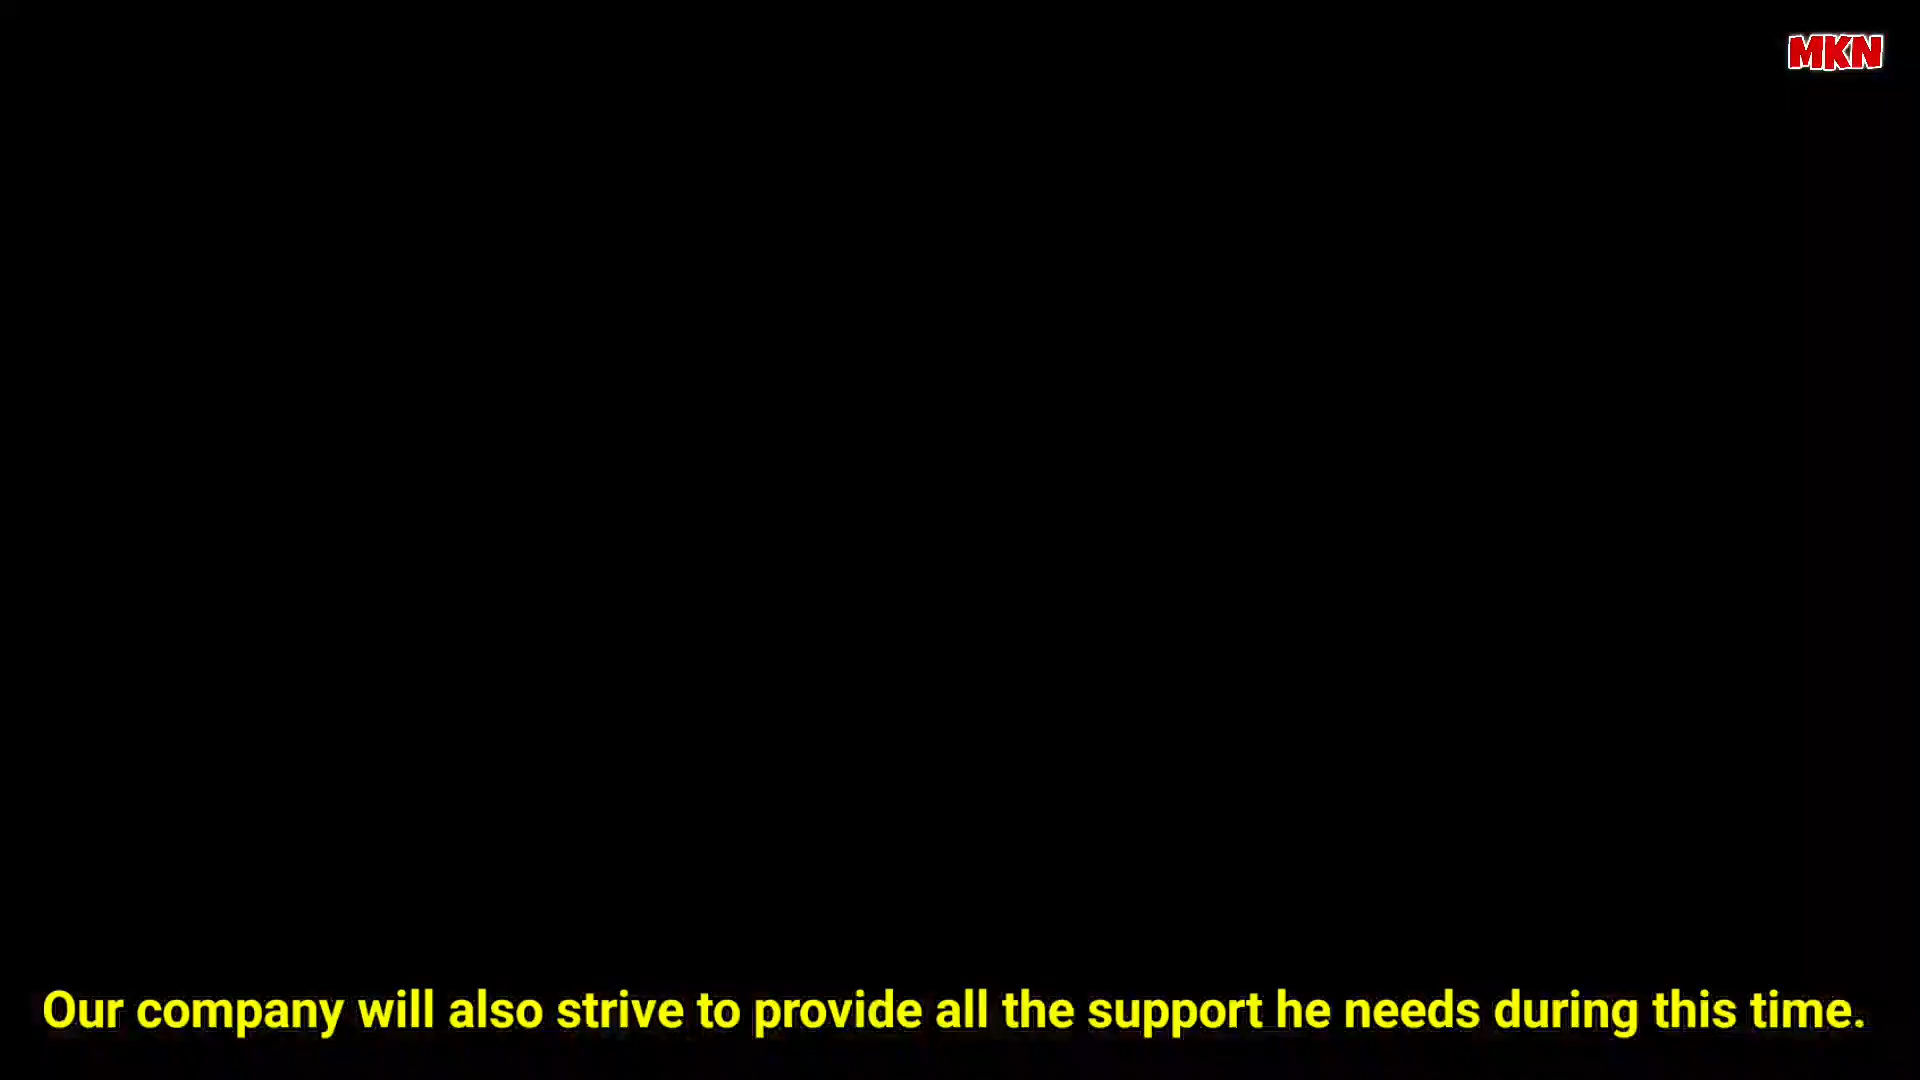 MKN
Our company will also strive to provide all the support he needs during this time.